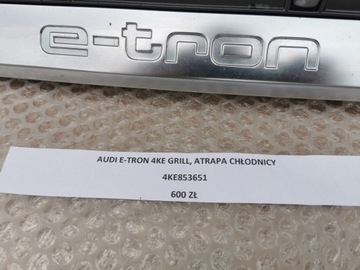 e-tron
AUDI E-TRON 4KE GRILL, ATRAPA CHŁODNICY
4KE853651
600 ZŁ